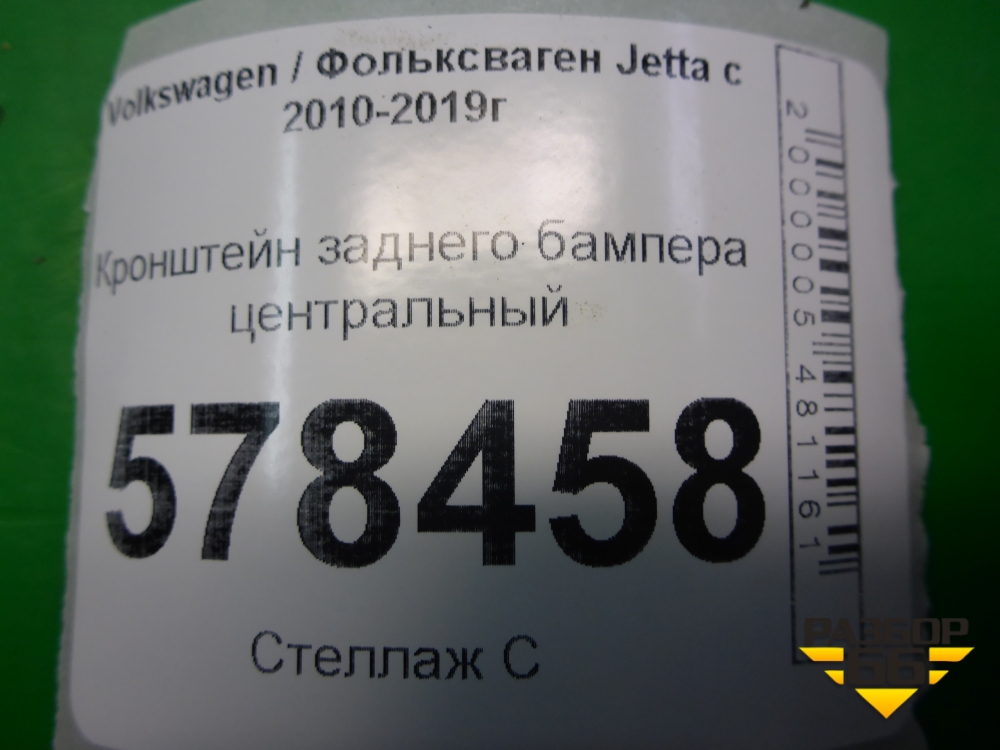 Volkswagen / Фольксваген Jetta с
2010-2019г
Кронштейн заднего бампера
центральный
578458
Стеллаж С
2000005481161
РАЗБОР
66